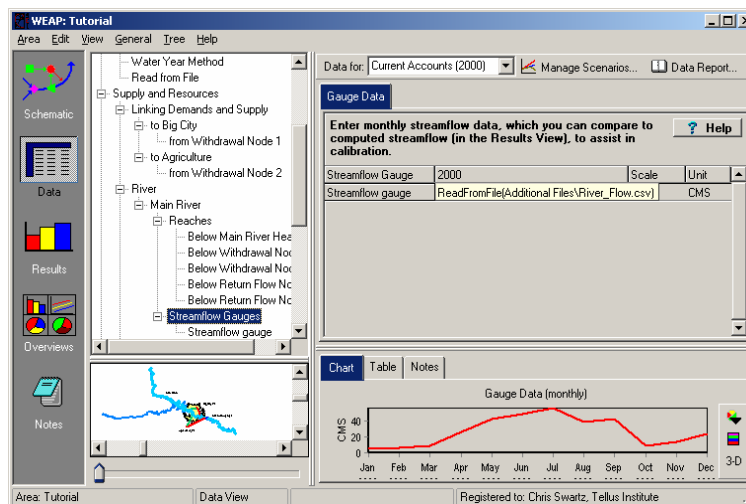 WEAP: Tutorial
Area Edit View General Tree Help
Schematic
Data
Results
Overviews
Notes
Water Year Method
Read from File
Supply and Resources
Linking Demands and Supply
to Big City
from Withdrawal Node 1
to Agriculture
from Withdrawal Node 2
River
Main River
Reaches
Below Main River Hea
Below Withdrawal Noc
Below Withdrawal Noc
Below Return Flow Nc
Below Return Flow Nc
Streamflow Gauges
Streamflow gauge
Data for: Current Accounts (2000) Manage Scenarios... Data Report...
Gauge Data
Enter monthly streamflow data, which you can compare to
computed streamflow (in the Results View), to assist in
calibration.
? Help
Streamflow Gauge 2000 Scale Unit
Streamflow gauge ReadFromFile(Additional Files\River_Flow.csv) CMS
Chart Table Notes
Gauge Data (monthly)
CMS
40
20
0
Jan Feb Mar Apr May Jun Jul Aug Sep Oct Nov Dec
3-D
Area: Tutorial Data View Registered to: Chris Swartz, Tellus Institute